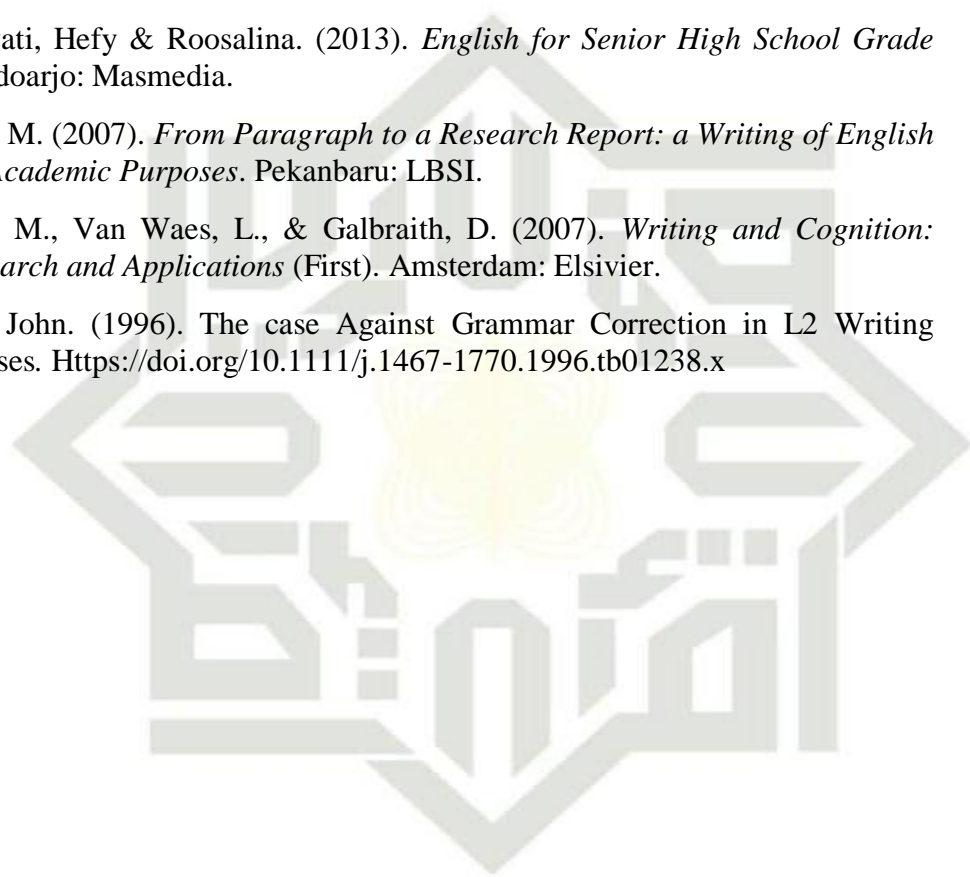 ati, Hefy & Roosalina. (2013). English for Senior High School Grade
doarjo: Masmedia.
M. (2007). From Paragraph to a Research Report: a Writing of English
Academic Purposes. Pekanbaru: LBSI.
M., Van Waes, L., & Galbraith, D. (2007). Writing and Cognition:
arch and Applications (First). Amsterdam: Elsivier.
John. (1996). The case Against Grammar Correction in L2 Writing
ses. Https://doi.org/10.1111/j.1467-1770.1996.tb01238.x